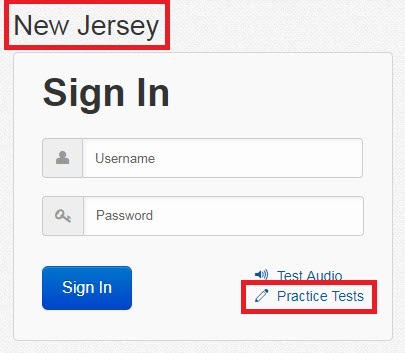 New Jersey
Sign In
Username
Password
Sign In
Test Audio
Practice Tests